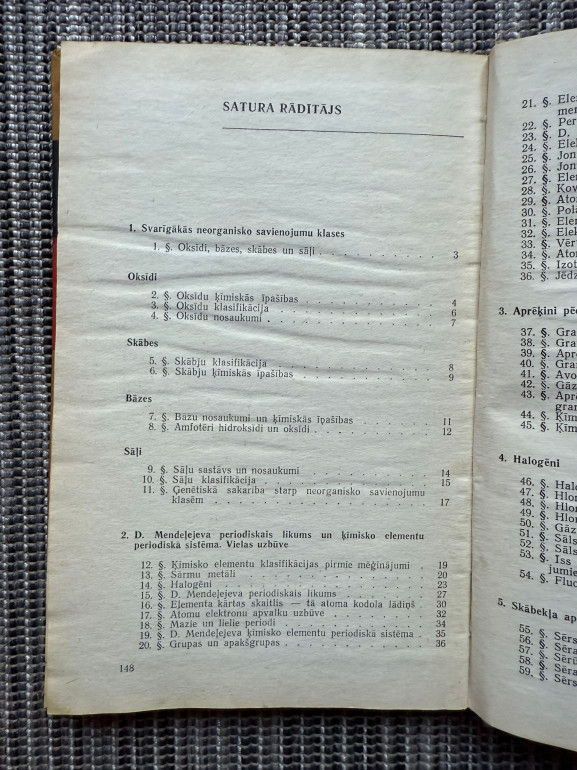 SATURA RĀDĪTĀJS
1. Svarīgākās neorganisko savienojumu klases
1. §. Oksīdi, bāzes, skābes un sāļi . . . . . . . . . . . 3
Oksīdi
2. §. Oksīdu ķīmiskās īpašības . . . . . . . . . . . 4
3. §. Oksīdu klasifikācija . . . . . . . . . . . 6
4. §. Oksīdu nosaukumi . . . . . . . . . . . 7
Skābes
5. §. Skābju klasifikācija . . . . . . . . . . . 8
6. §. Skābju ķīmiskās īpašības . . . . . . . . . . . 9
Bāzes
7. §. Bāzu nosaukumi un ķīmiskās īpašības . . . . . . . 11
8. §. Amfotēri hidroksīdi un oksīdi . . . . . . . . . 12
Sāļi
9. §. Sāļu sastāvs un nosaukumi . . . . . . . . . 14
10. §. Sāļu klasifikācija . . . . . . . . . . . 15
11. §. Ģenētiskā sakarība starp neorganisko savienojumu
klasēm . . . . . . . . . . . 17
2. D. Mendeļejeva periodiskais likums un ķīmisko elementu
periodiskā sistēma. Vielas uzbūve
12. §. Ķīmisko elementu klasifikācijas pirmie mēģinājumi . 19
13. §. Sārmu metāli . . . . . . . . . . . 20
14. §. Halogēni . . . . . . . . . . . 23
15. §. D. Mendeļejeva periodiskais likums . . . . . . . 27
16. §. Elementa kārtas skaitlis — tā atoma kodola lādiņš . 30
17. §. Atomu elektronu apvalku uzbūve . . . . . . . 32
18. §. Mazie un lielie periodi . . . . . . . . . 34
19. §. D. Mendeļejeva ķīmisko elementu periodiskā sistēma . 35
20. §. Grupas un apakšgrupas . . . . . . . . . 36
148
21. §.
22. §.
23. §. D.
24. §.
25. §.
26. §.
27. §.
28. §.
29. §.
30. §.
31. §.
32. §.
33. §.
34. §.
35. §.
36. §.
3. Aprēķini
37. §.
38. §.
39. §.
40. §.
41. §.
42. §.
43. §.
44. §.
45. §.
4. Halogēni
46. §.
47. §.
48. §.
49. §.
50. §.
51. §.
52. §.
53. §.
54. §.
5. Skābekļa
55. §.
56. §.
57. §.
58. §.
59. §.